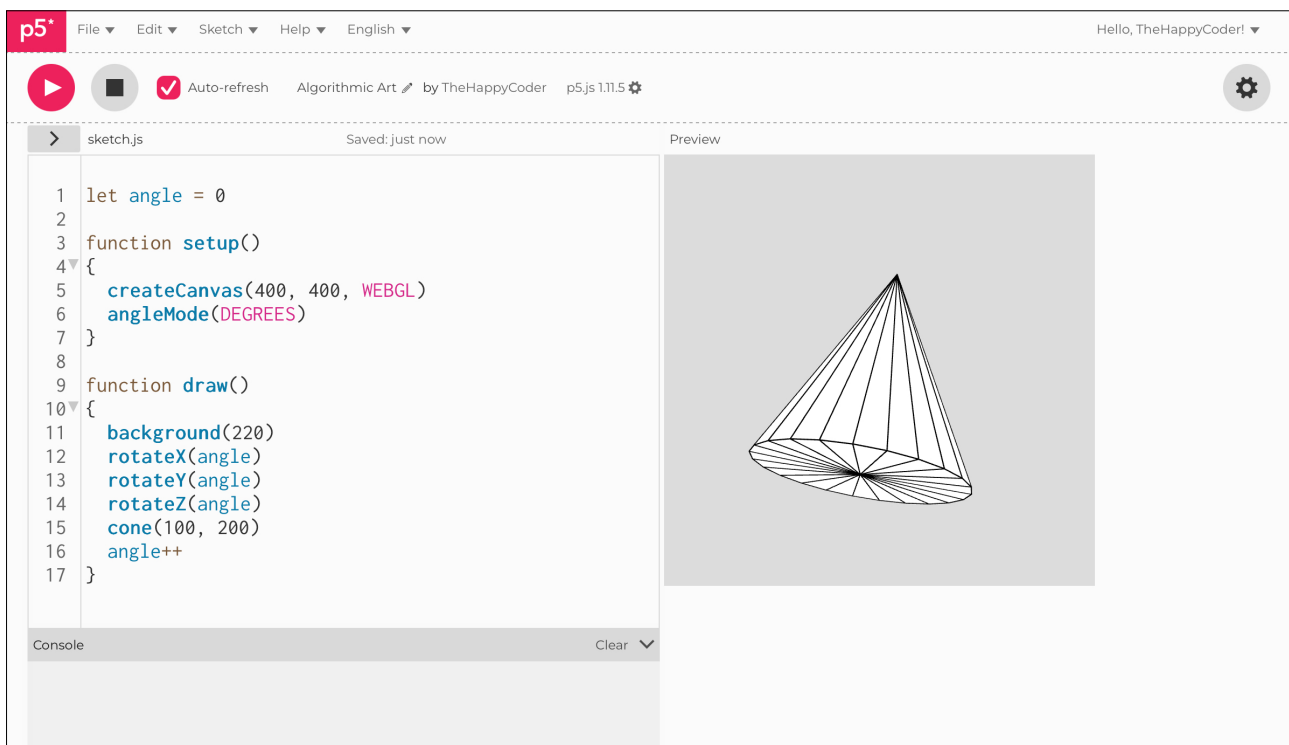 p5* File Edit Sketch Help English Hello, TheHappyCoder!
Auto-refresh Algorithmic Art by TheHappyCoder p5.js 1.11.5
sketch.js Saved: just now Preview
1 let angle = 0
2
3 function setup()
4 {
5   createCanvas(400, 400, WEBGL)
6   angleMode(DEGREES)
7 }
8
9 function draw()
10 {
11   background(220)
12   rotateX(angle)
13   rotateY(angle)
14   rotateZ(angle)
15   cone(100, 200)
16   angle++
17 }
Console Clear